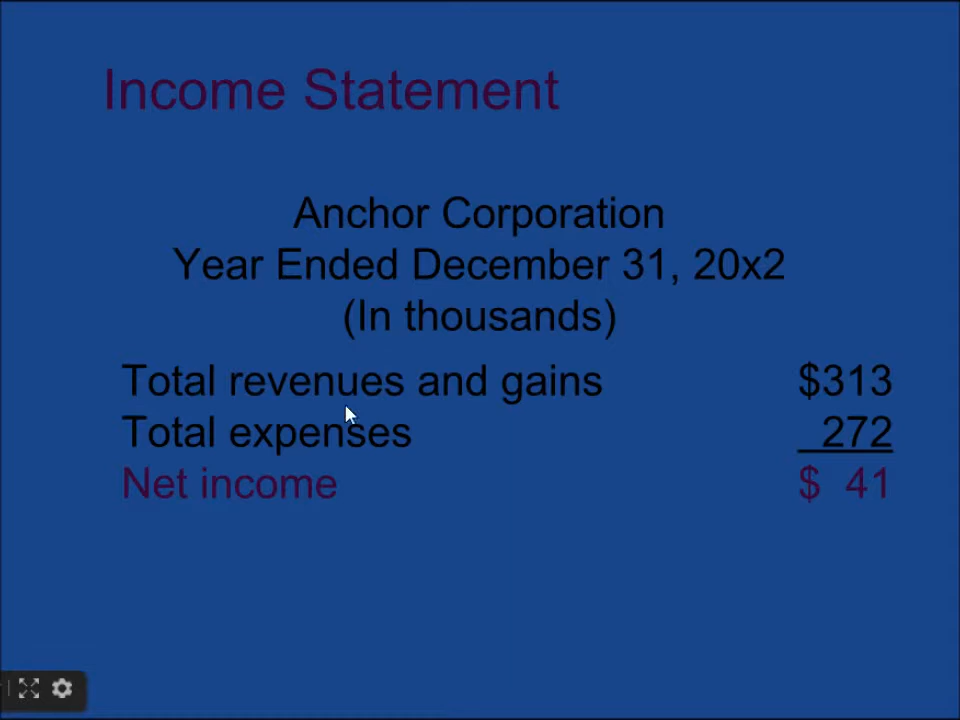 Income Statement
Anchor Corporation
Year Ended December 31, 20x2
(In thousands)
Total revenues and gains $313
Total expenses 272
Net income $ 41